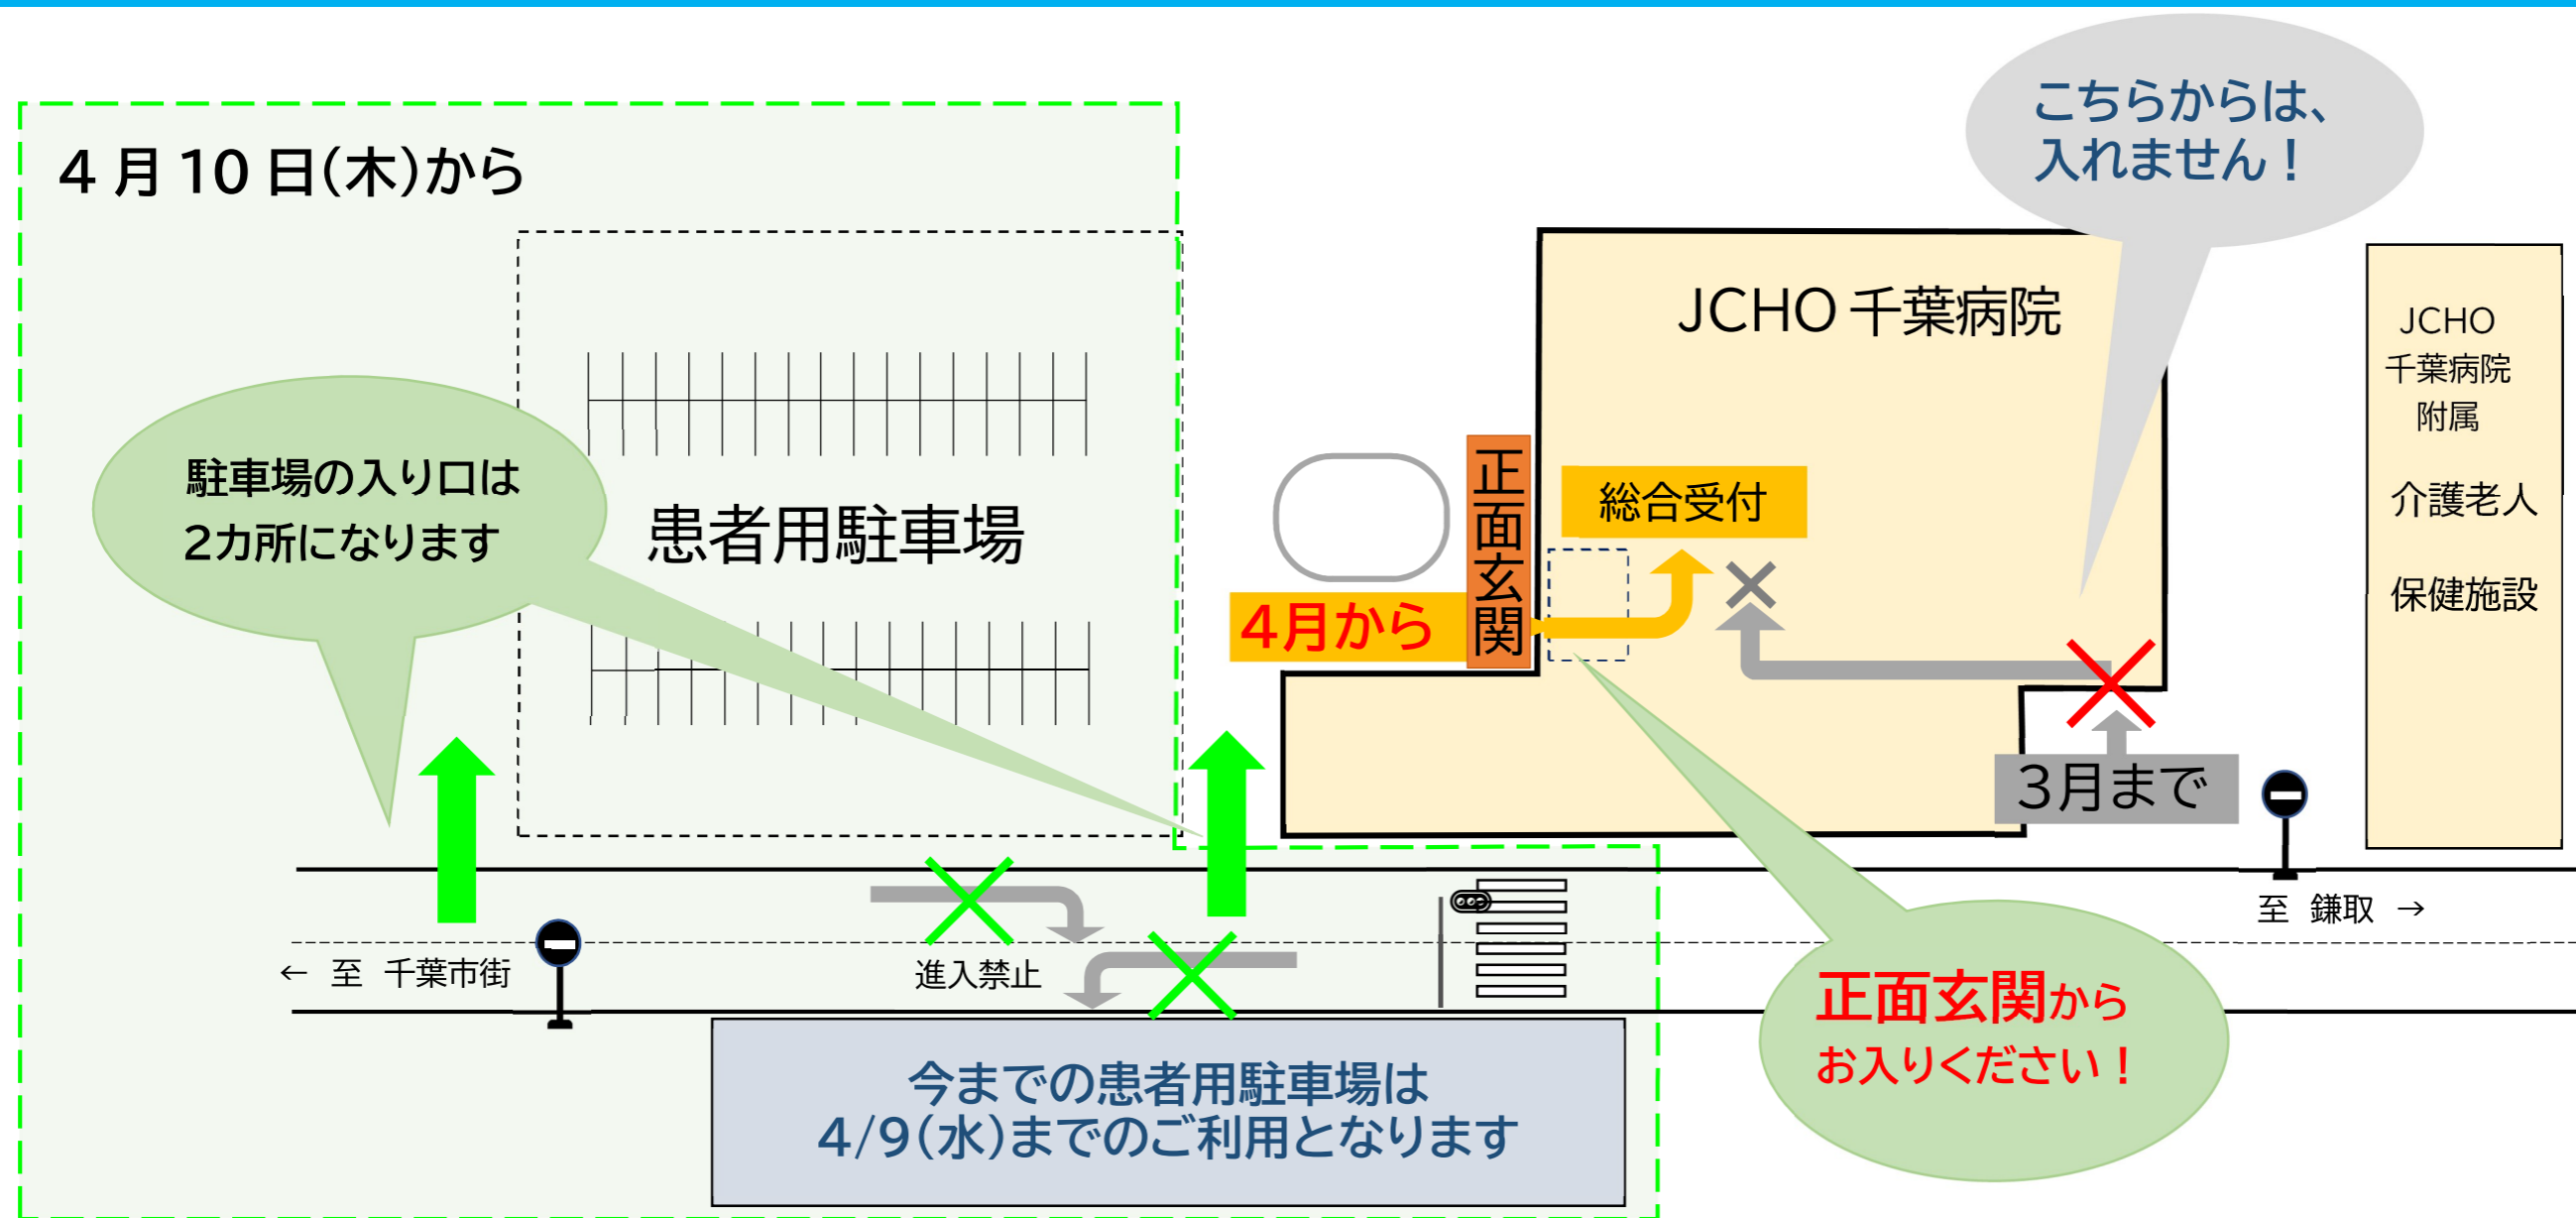 4月10日(木)から
こちらからは、
入れません！
JCHO千葉病院
JCHO
千葉病院
附属
介護老人
保健施設
駐車場の入り口は
2カ所になります
患者用駐車場
正面玄関
総合受付
4月から
3月まで
至 鎌取 →
← 至 千葉市街
進入禁止
正面玄関から
お入りください！
今までの患者用駐車場は
4/9(水)までのご利用となります